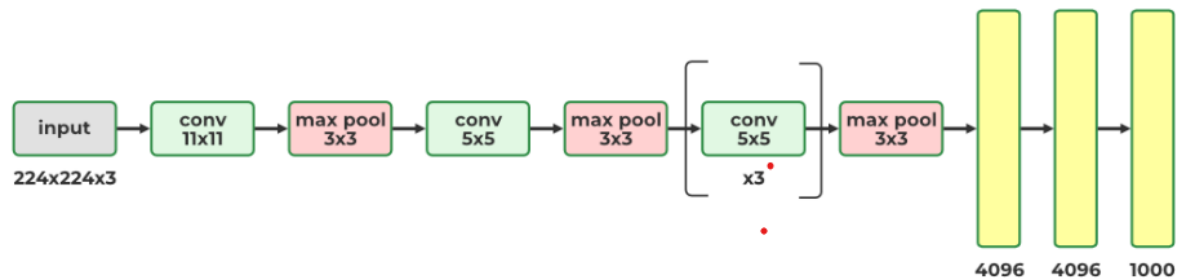 input
224x224x3
conv
11x11
max pool
3x3
conv
5x5
max pool
3x3
conv
5x5
x3
max pool
3x3
4096
4096
1000